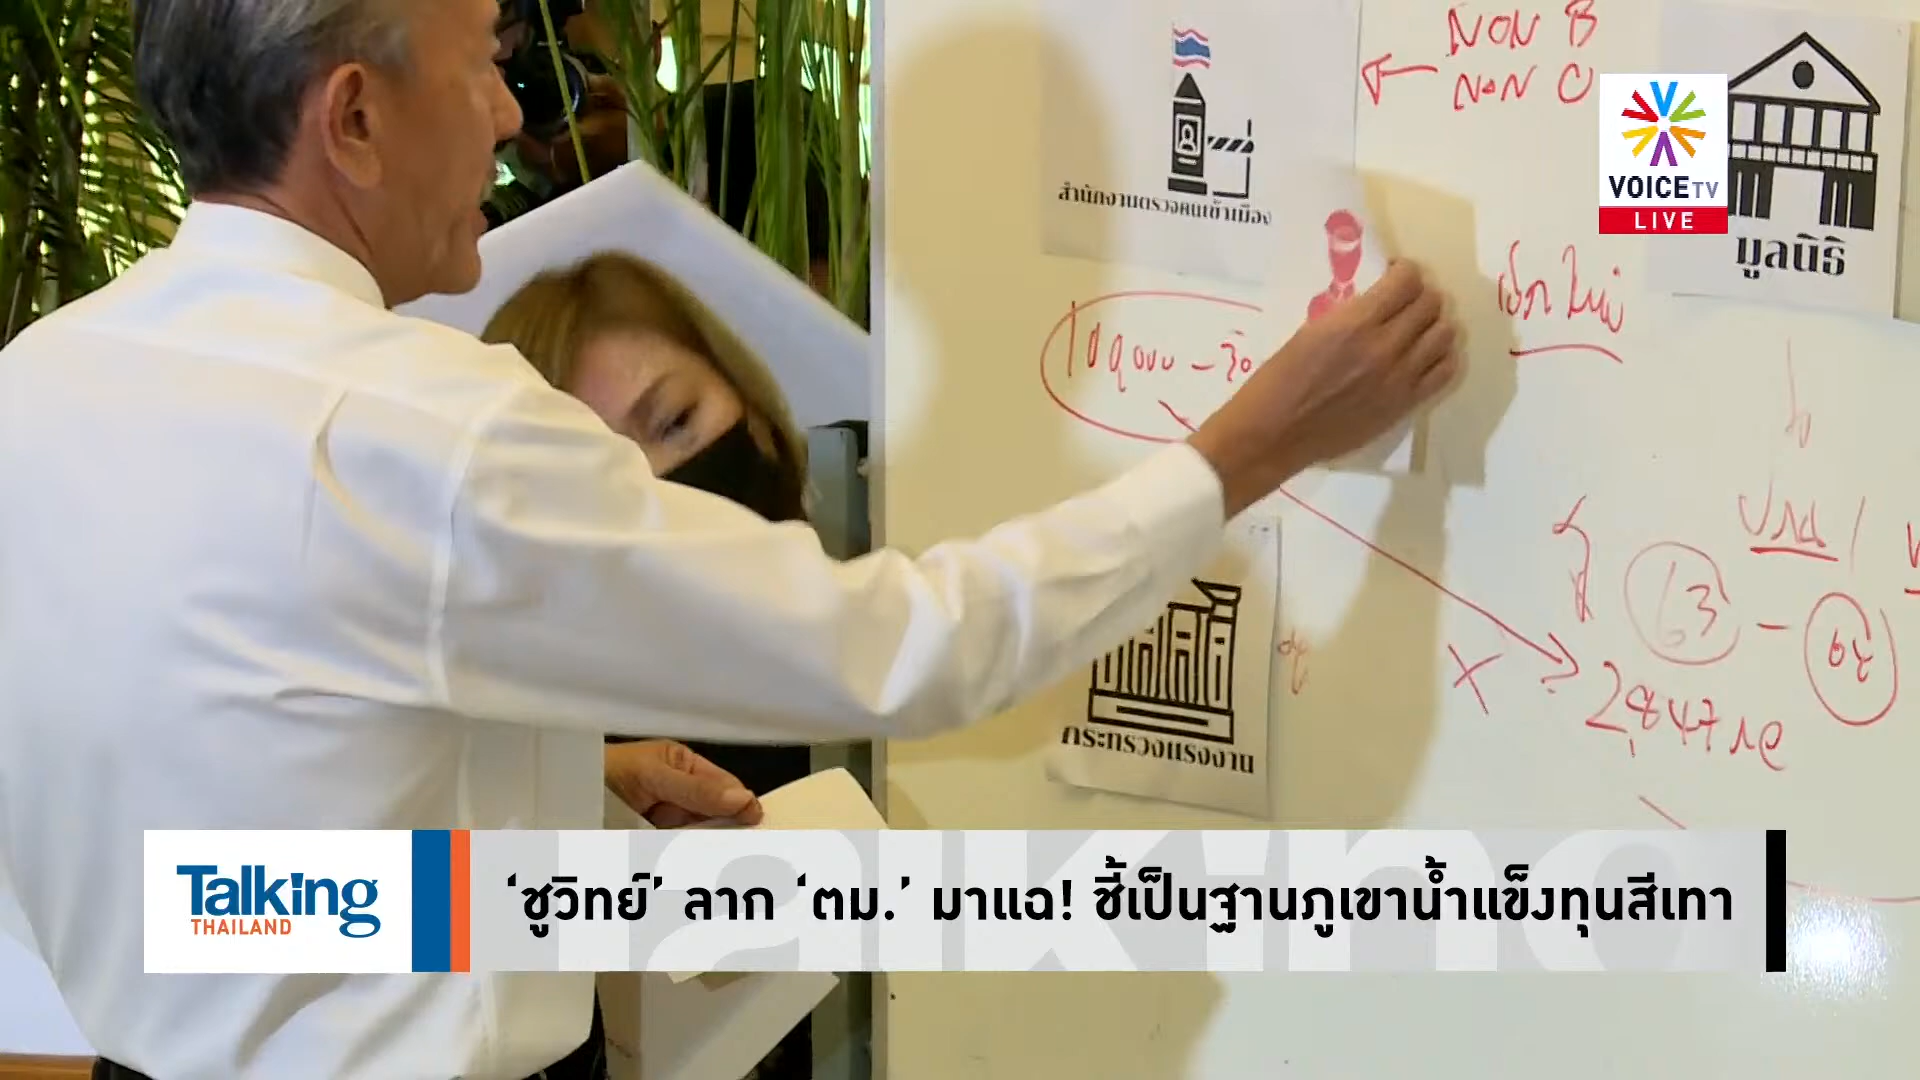 NON B
NON O
VOICE TV
LIVE
สำนักงานตรวจคนเข้าเมือง
มูลนิธิ
63 -
2,847
กระทรวงแรงงาน
Talking
THAILAND
‘ชูวิทย์’ ลาก ‘ตม.’ มาแฉ! ชี้เป็นฐานภูเขาน้ำแข็งทุนสีเทา